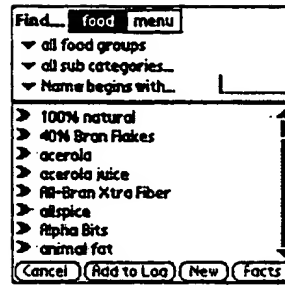 Find... food menu
all food groups
all sub categories...
Name begins with...
100% natural
40% Bran Flakes
acerola
acerola juice
All-Bran Xtra Fiber
allspice
Alpha Bits
animal fat
Cancel Add to Log New Facts